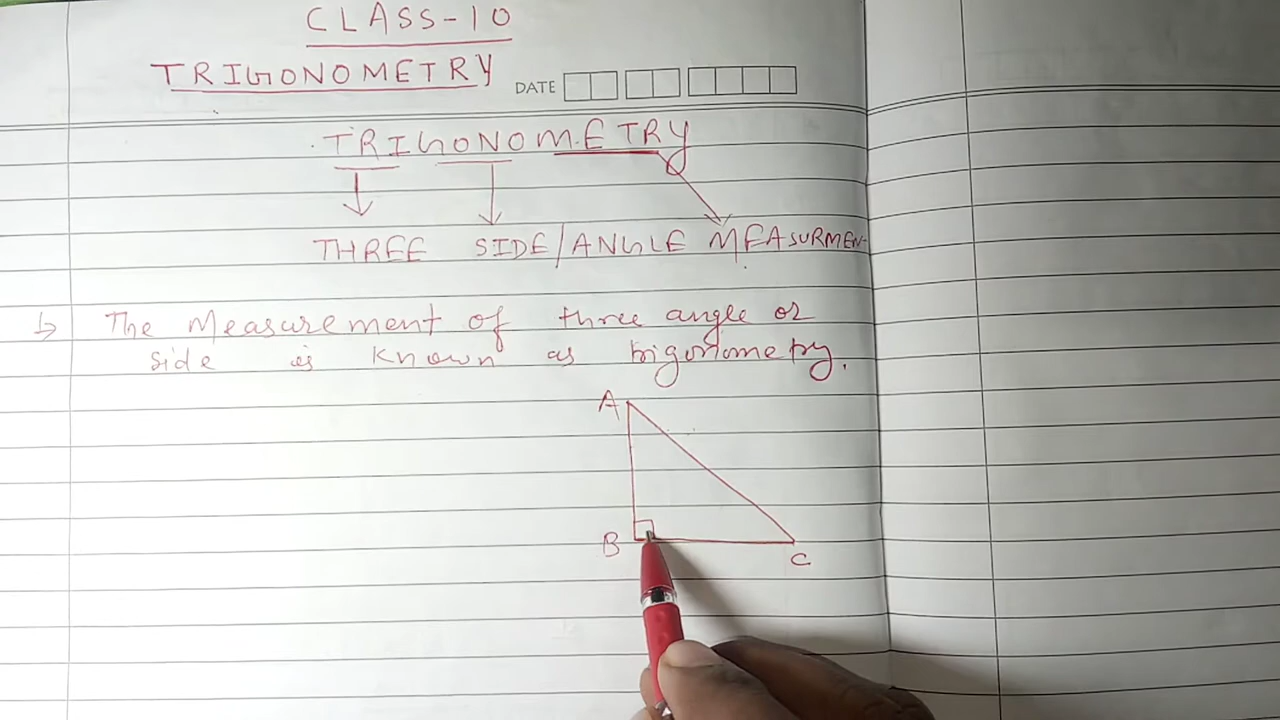 CLASS-10
TRIGONOMETRY DATE
TRIGONOMETRY
THREE SIDE/ANGLE MEASURMEN
The Measurement of three angle or
side is known as trigonometry.
A
B
C